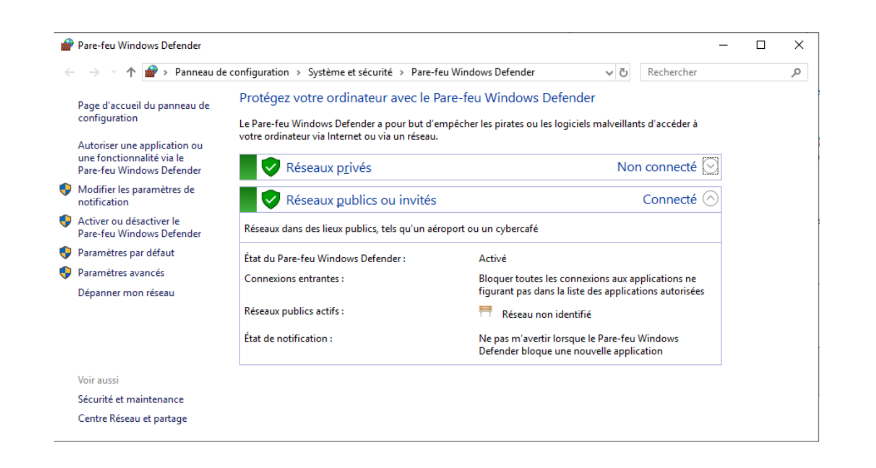 Pare-feu Windows Defender
Panneau de configuration > Système et sécurité > Pare-feu Windows Defender
Rechercher
Page d'accueil du panneau de
configuration
Autoriser une application ou
une fonctionnalité via le
Pare-feu Windows Defender
Modifier les paramètres de
notification
Activer ou désactiver le
Pare-feu Windows Defender
Paramètres par défaut
Paramètres avancés
Dépanner mon réseau
Voir aussi
Sécurité et maintenance
Centre Réseau et partage
Protégez votre ordinateur avec le Pare-feu Windows Defender
Le Pare-feu Windows Defender a pour but d'empêcher les pirates ou les logiciels malveillants d'accéder à
votre ordinateur via Internet ou via un réseau.
Réseaux privés Non connecté
Réseaux publics ou invités Connecté
Réseaux dans des lieux publics, tels qu'un aéroport ou un cybercafé
État du Pare-feu Windows Defender : Activé
Connexions entrantes : Bloquer toutes les connexions aux applications ne
figurant pas dans la liste des applications autorisées
Réseaux publics actifs : Réseau non identifié
État de notification : Ne pas m'avertir lorsque le Pare-feu Windows
Defender bloque une nouvelle application